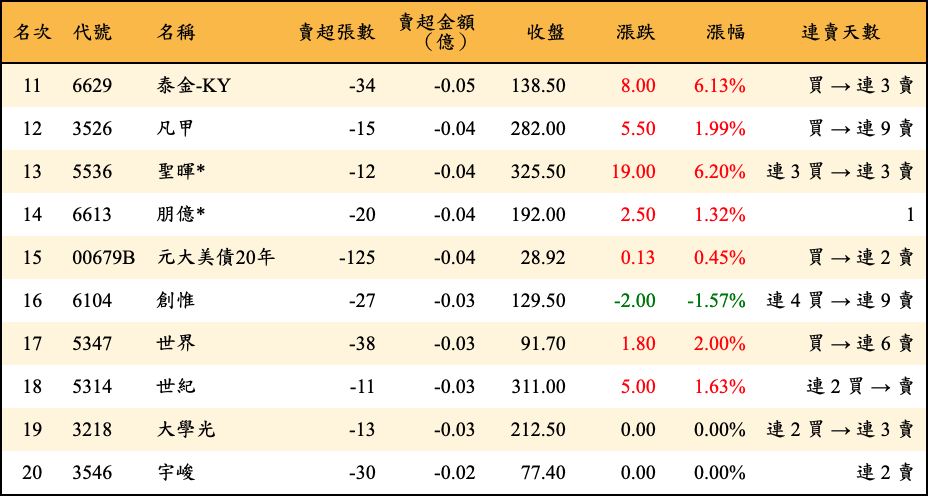 名次 代號 名稱 賣超張數 賣超金額（億） 收盤 漲跌 漲幅 連賣天數
11 6629 泰金-KY -34 -0.05 138.50 8.00 6.13% 買 → 連 3 賣
12 3526 凡甲 -15 -0.04 282.00 5.50 1.99% 買 → 連 9 賣
13 5536 聖暉* -12 -0.04 325.50 19.00 6.20% 連 3 買 → 連 3 賣
14 6613 朋億* -20 -0.04 192.00 2.50 1.32% 1
15 00679B 元大美債20年 -125 -0.04 28.92 0.13 0.45% 買 → 連 2 賣
16 6104 創惟 -27 -0.03 129.50 -2.00 -1.57% 連 4 買 → 連 9 賣
17 5347 世界 -38 -0.03 91.70 1.80 2.00% 買 → 連 6 賣
18 5314 世紀 -11 -0.03 311.00 5.00 1.63% 連 2 買 → 賣
19 3218 大學光 -13 -0.03 212.50 0.00 0.00% 連 2 買 → 連 3 賣
20 3546 宇峻 -30 -0.02 77.40 0.00 0.00% 連 2 賣